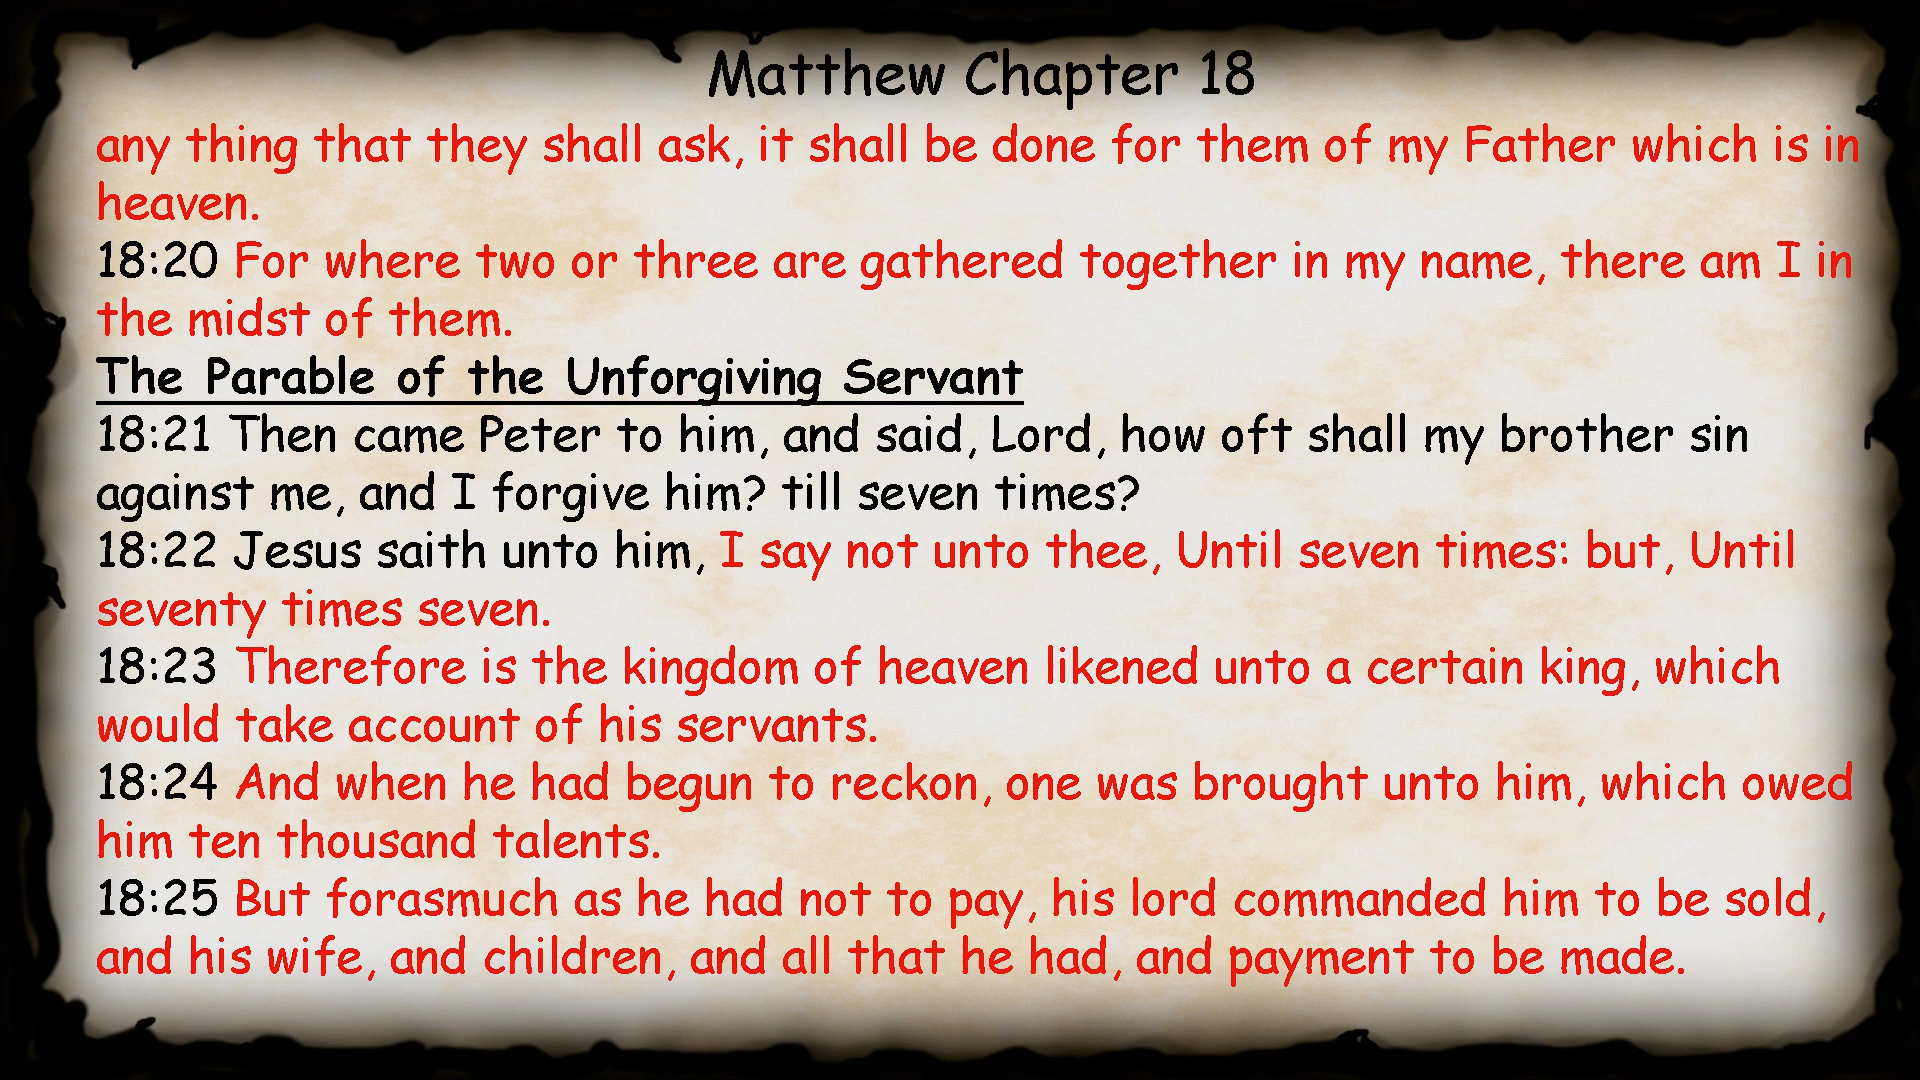 Matthew Chapter 18
any thing that they shall ask, it shall be done for them of my Father which is in
heaven.
18:20 For where two or three are gathered together in my name, there am I in
the midst of them.
The Parable of the Unforgiving Servant
18:21 Then came Peter to him, and said, Lord, how oft shall my brother sin
against me, and I forgive him? till seven times?
18:22 Jesus saith unto him, I say not unto thee, Until seven times: but, Until
seventy times seven.
18:23 Therefore is the kingdom of heaven likened unto a certain king, which
would take account of his servants.
18:24 And when he had begun to reckon, one was brought unto him, which owed
him ten thousand talents.
18:25 But forasmuch as he had not to pay, his lord commanded him to be sold,
and his wife, and children, and all that he had, and payment to be made.